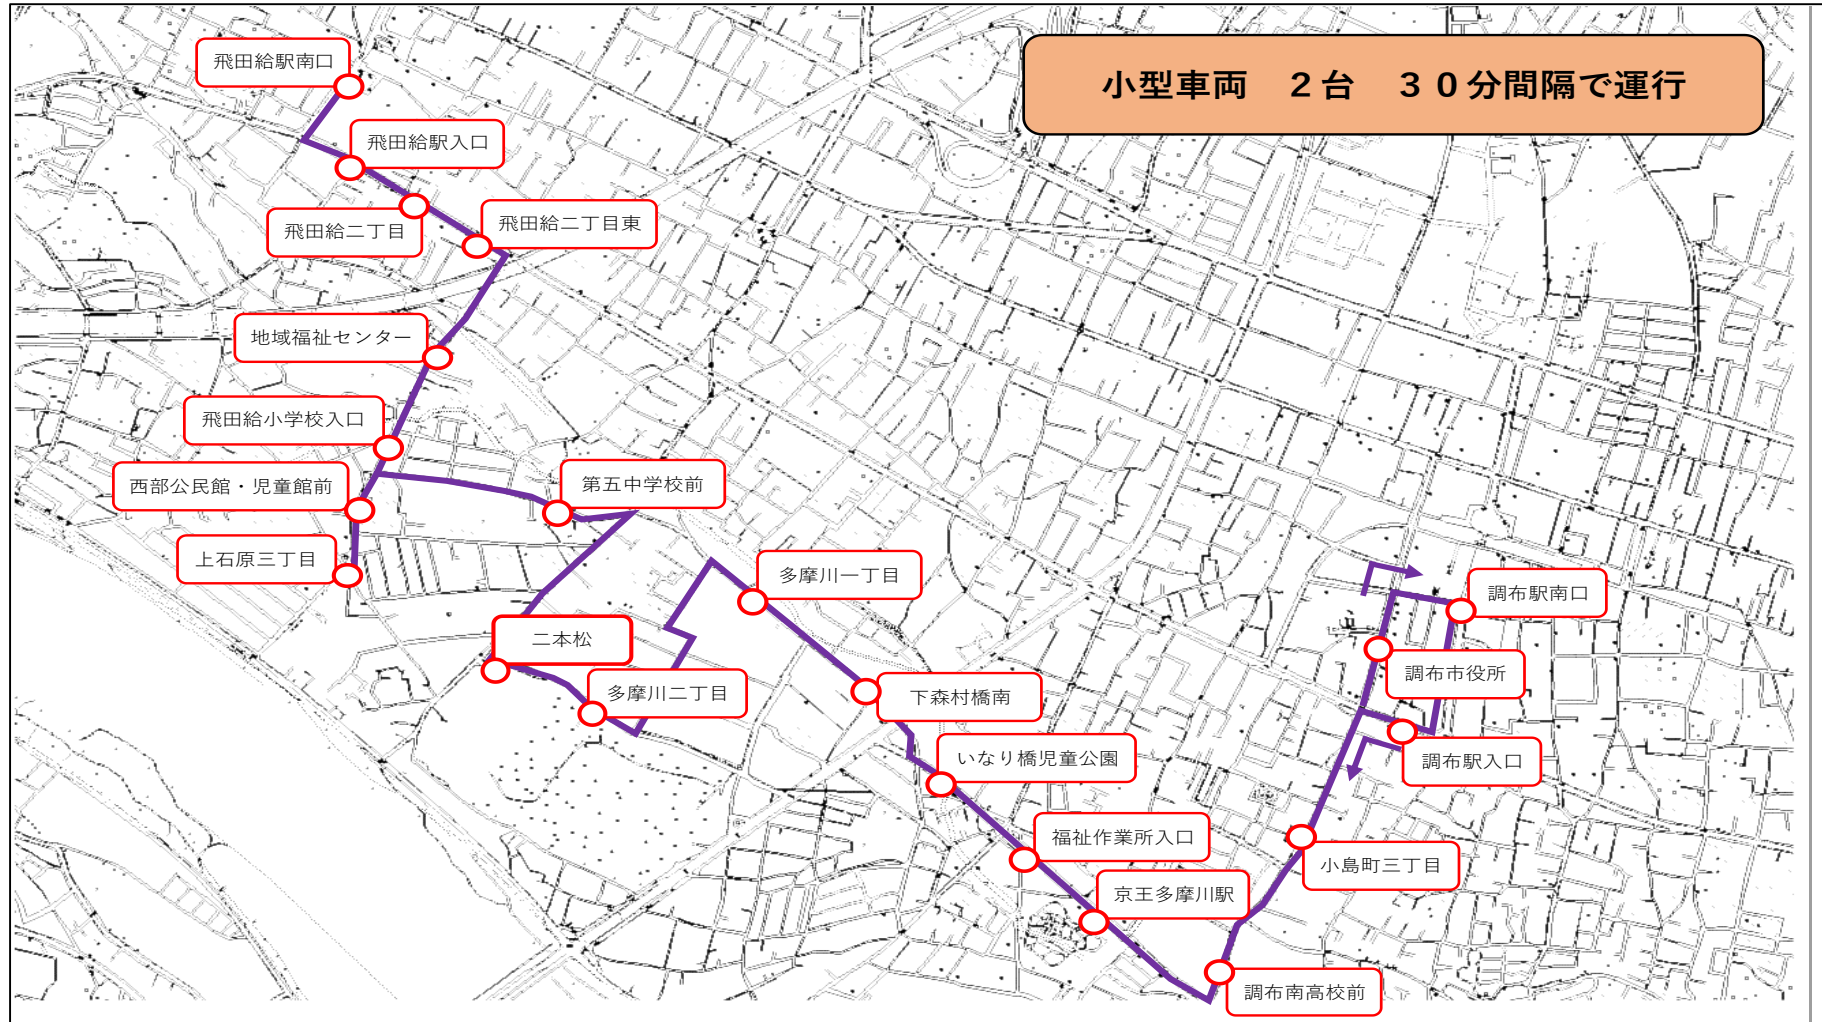 小型車両　２台　３０分間隔で運行
飛田給駅南口
飛田給駅入口
飛田給二丁目
飛田給二丁目東
地域福祉センター
飛田給小学校入口
西部公民館・児童館前
第五中学校前
上石原三丁目
多摩川一丁目
二本松
多摩川二丁目
下森村橋南
いなり橋児童公園
福祉作業所入口
京王多摩川駅
調布南高校前
小島町三丁目
調布駅入口
調布市役所
調布駅南口